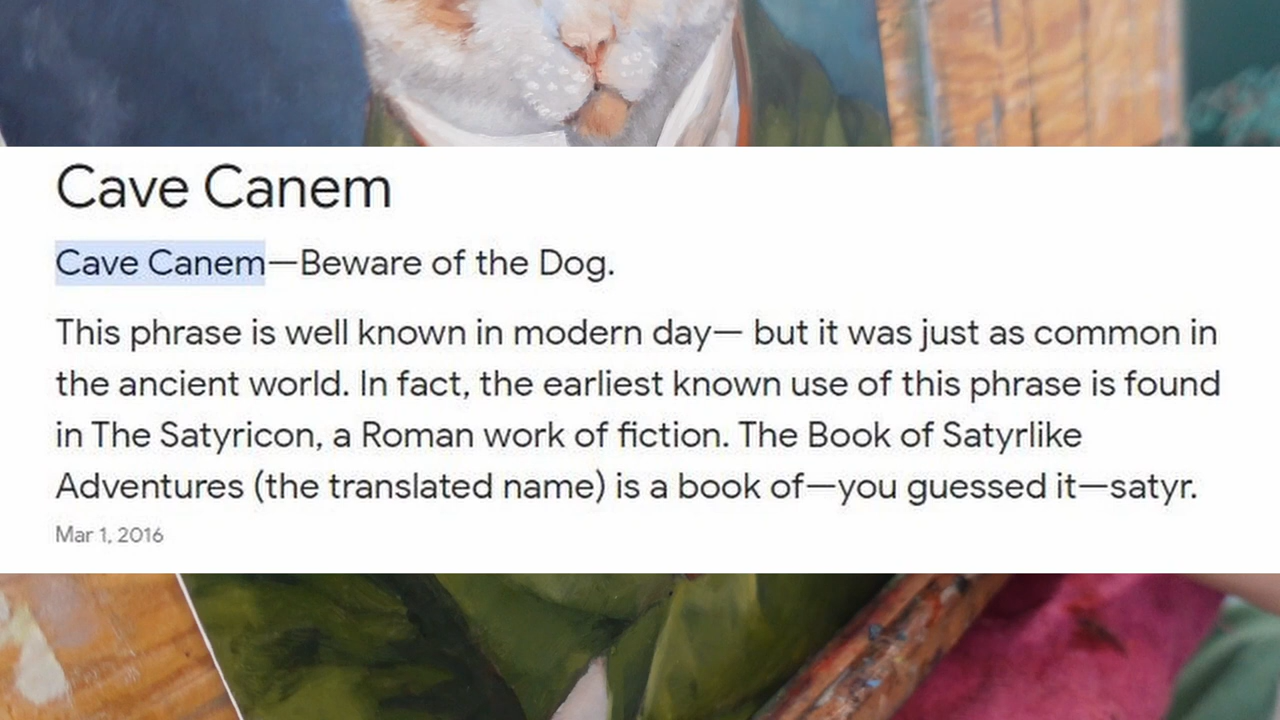 Cave Canem
Cave Canem—Beware of the Dog.
This phrase is well known in modern day— but it was just as common in
the ancient world. In fact, the earliest known use of this phrase is found
in The Satyricon, a Roman work of fiction. The Book of Satyrlike
Adventures (the translated name) is a book of—you guessed it—satyr.
Mar 1, 2016